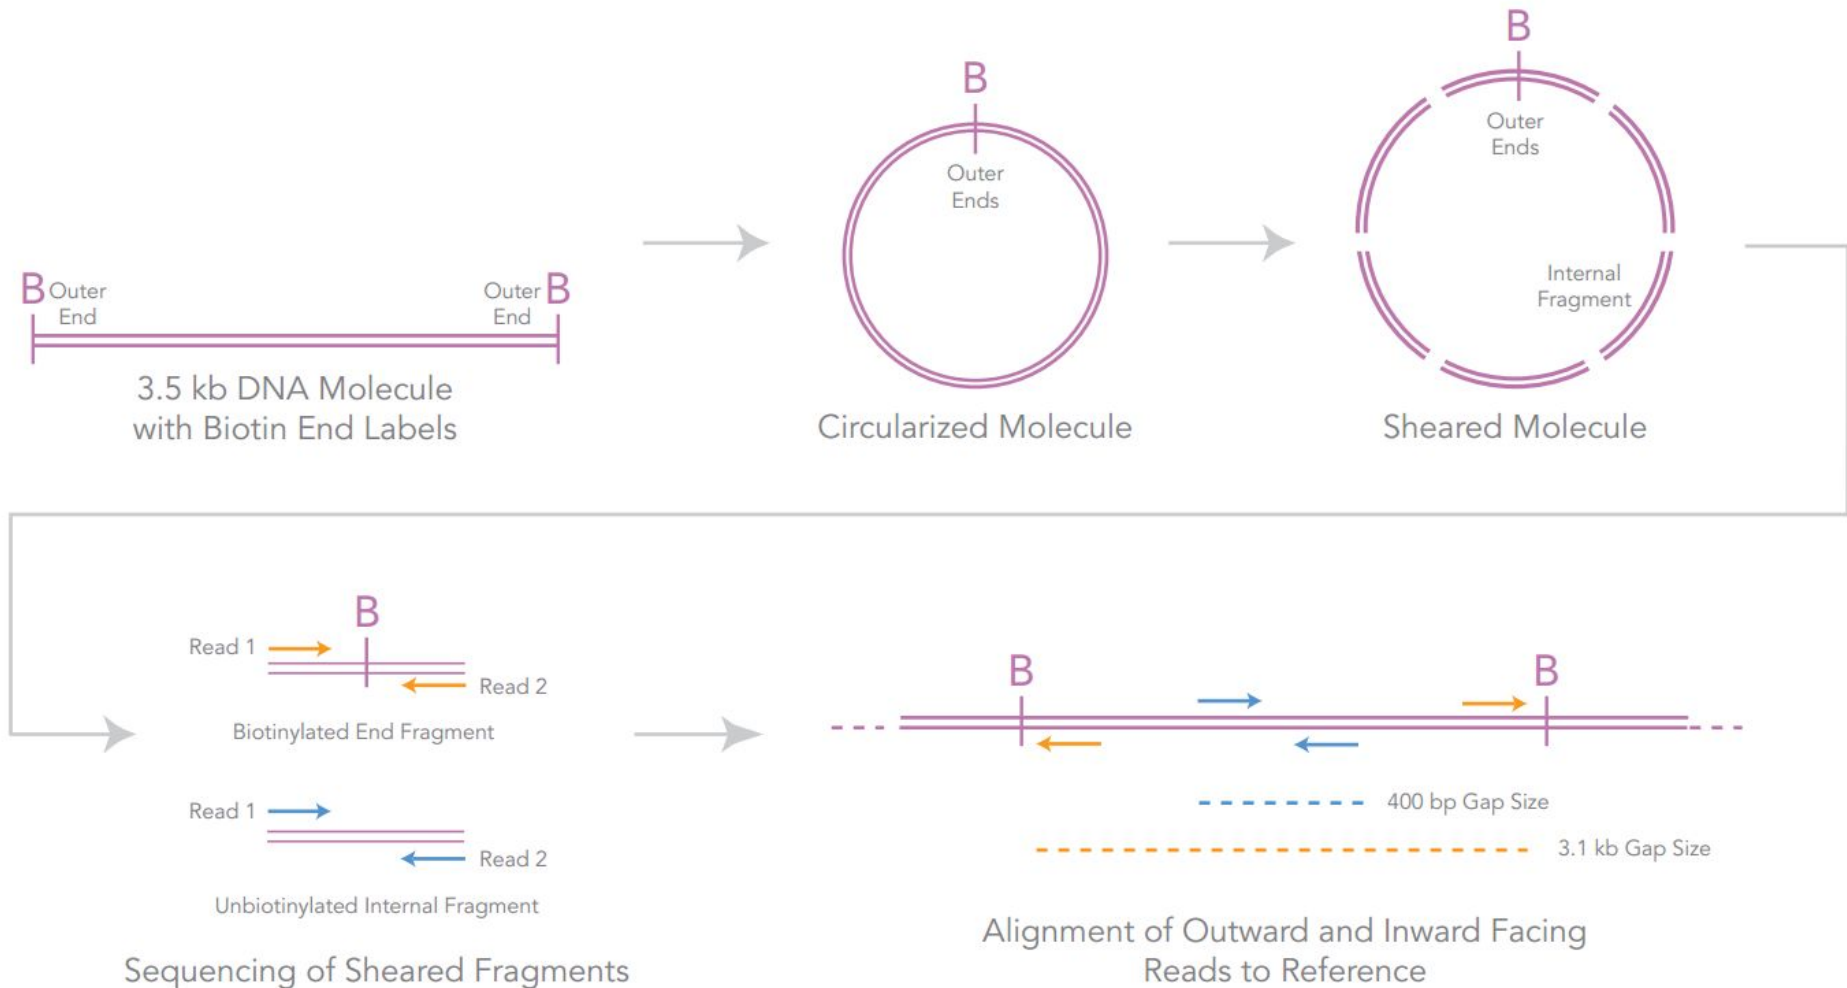 B
Outer
End
Outer
End
B
3.5 kb DNA Molecule
with Biotin End Labels
B
Outer
Ends
Circularized Molecule
B
Outer
Ends
Internal
Fragment
Sheared Molecule
B
Read 1
Read 2
Biotinylated End Fragment
Read 1
Read 2
Unbiotinylated Internal Fragment
Sequencing of Sheared Fragments
B
B
400 bp Gap Size
3.1 kb Gap Size
Alignment of Outward and Inward Facing
Reads to Reference